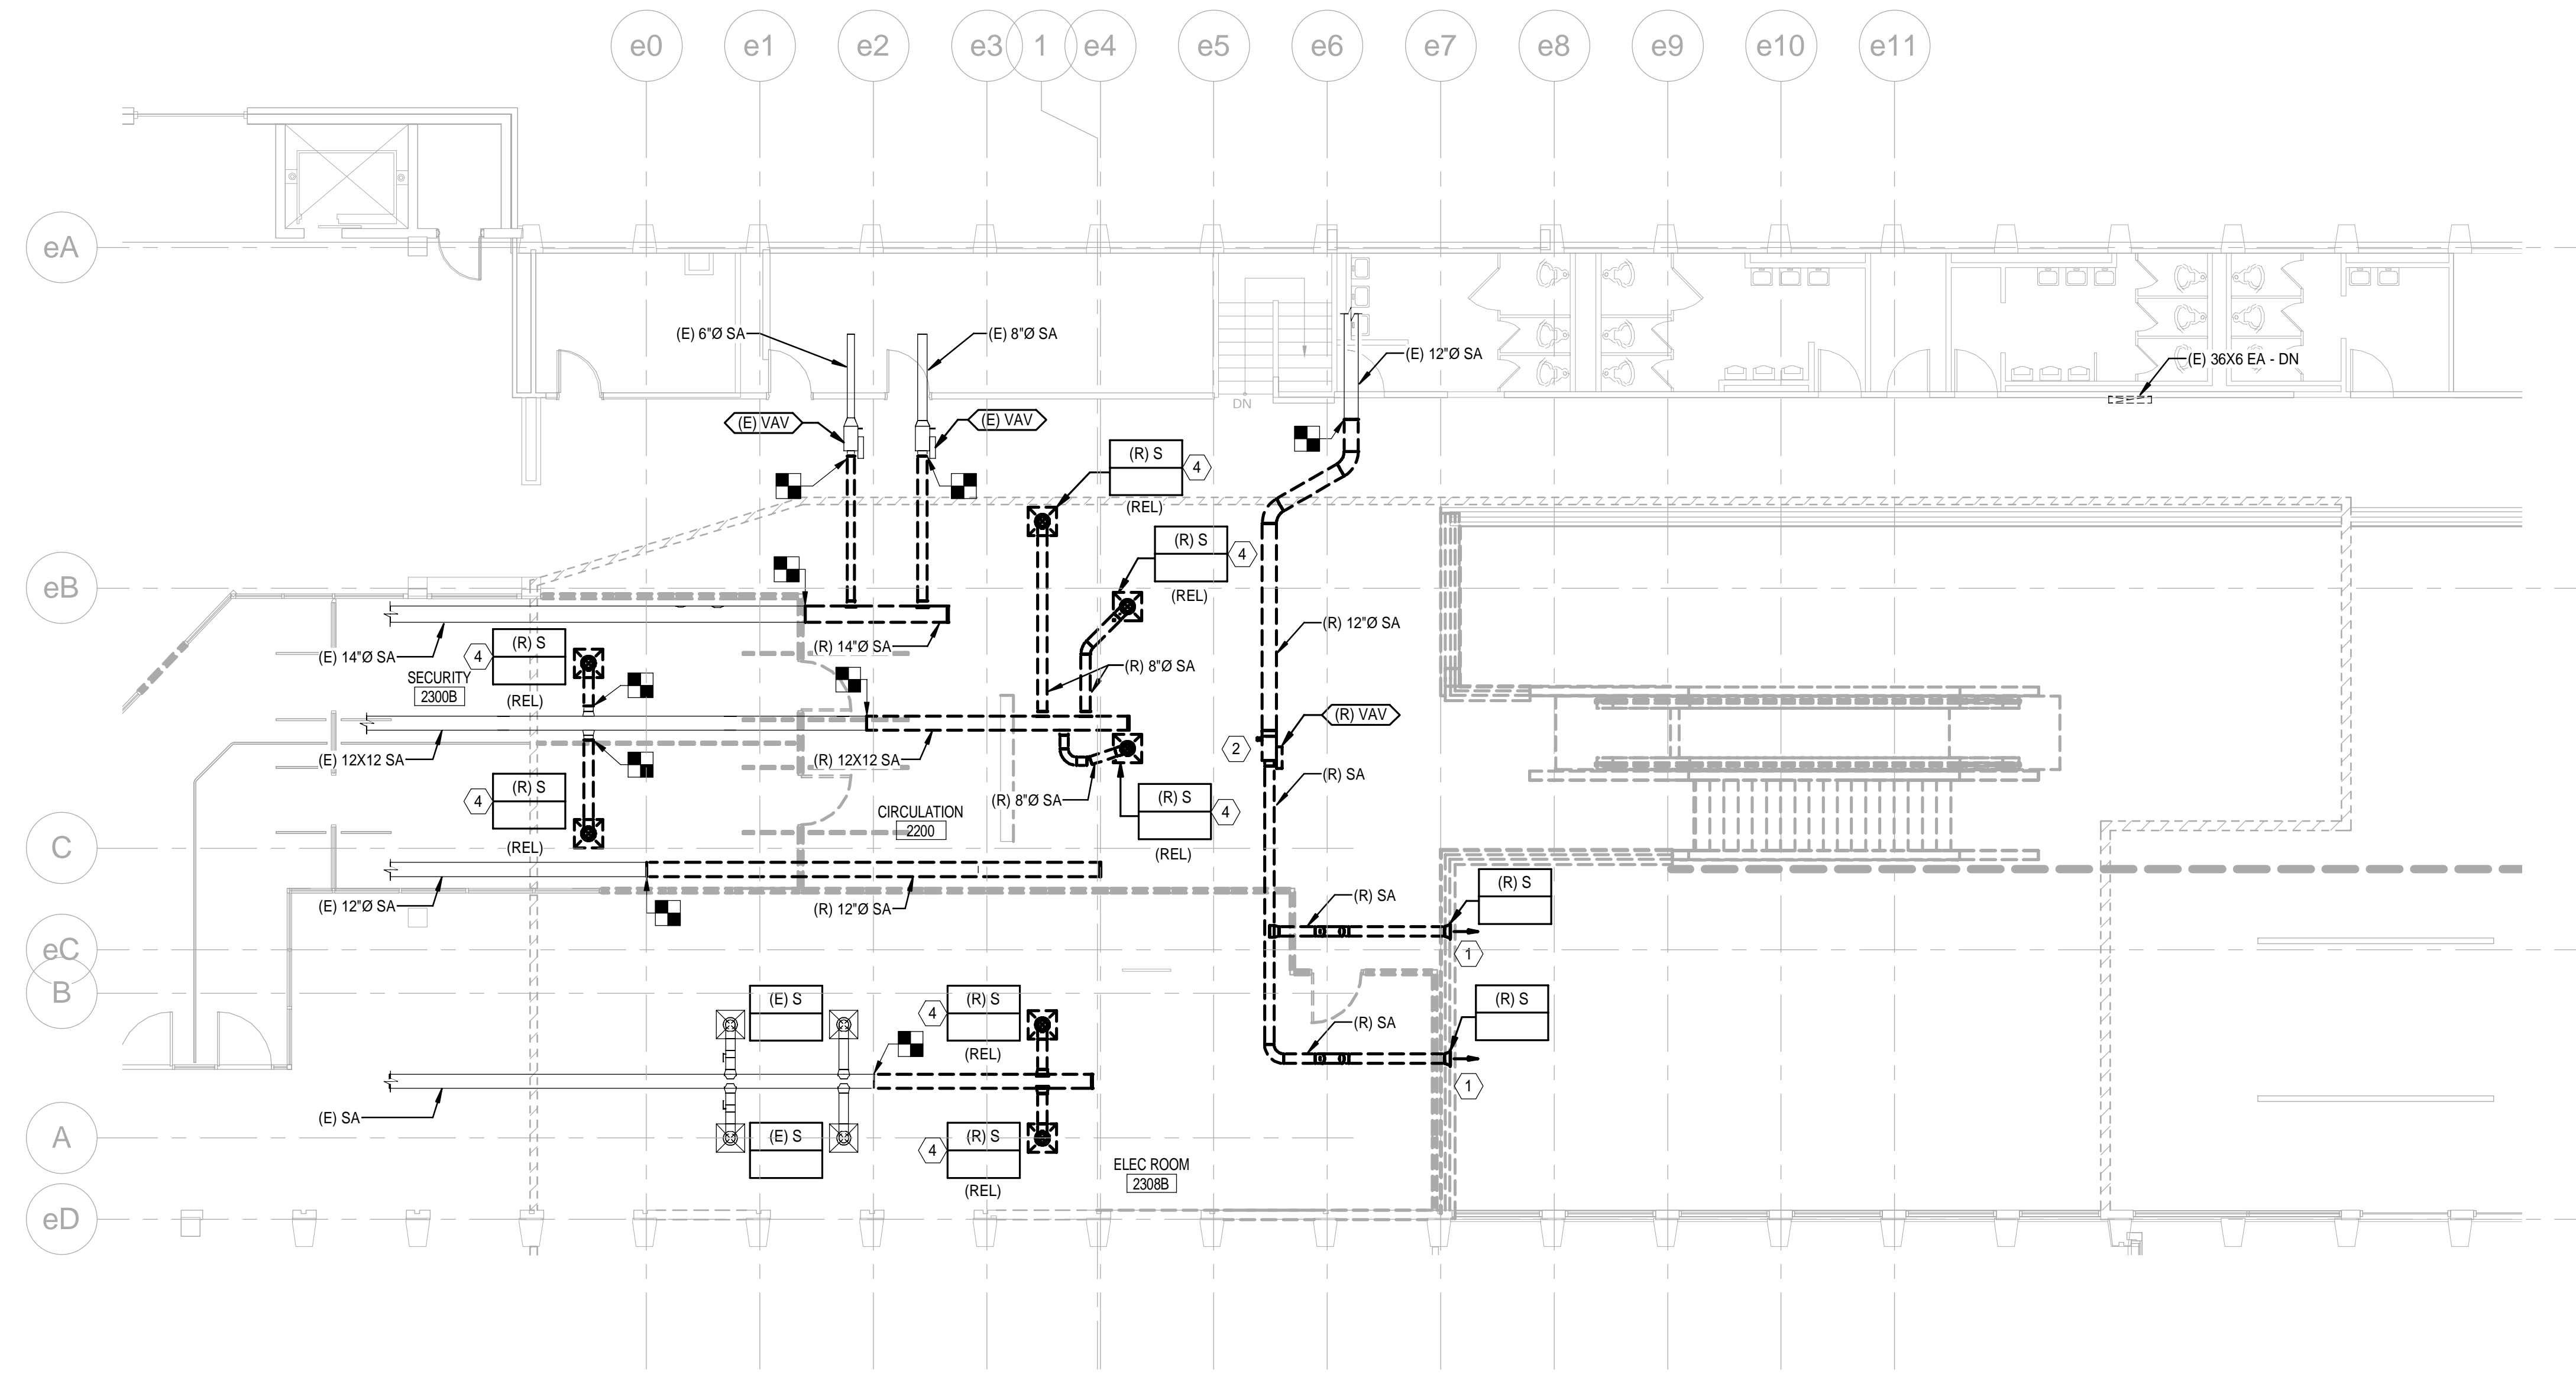 e0 e1 e2 e3 1 e4 e5 e6 e7 e8 e9 e10 e11
eA
(E) 6"Ø SA
(E) 8"Ø SA
(E) 12"Ø SA
(E) 36X6 EA - DN
DN
(E) VAV
(E) VAV
(R) S
4
(REL)
(R) S
4
(REL)
eB
(R) 12"Ø SA
(R) 14"Ø SA
(E) 14"Ø SA
(R) S
4
(REL)
SECURITY
2300B
(R) 8"Ø SA
(R) VAV
2
(E) 12X12 SA
(R) 12X12 SA
(R) SA
(R) S
4
(REL)
(R) 8"Ø SA
(R) S
4
(REL)
CIRCULATION
2200
C
(E) 12"Ø SA
(R) 12"Ø SA
(R) SA
(R) S
1
eC
B
(E) S
(R) S
4
(REL)
(R) SA
(R) S
1
(E) SA
A
(E) S
(R) S
4
(REL)
ELEC ROOM
2308B
eD